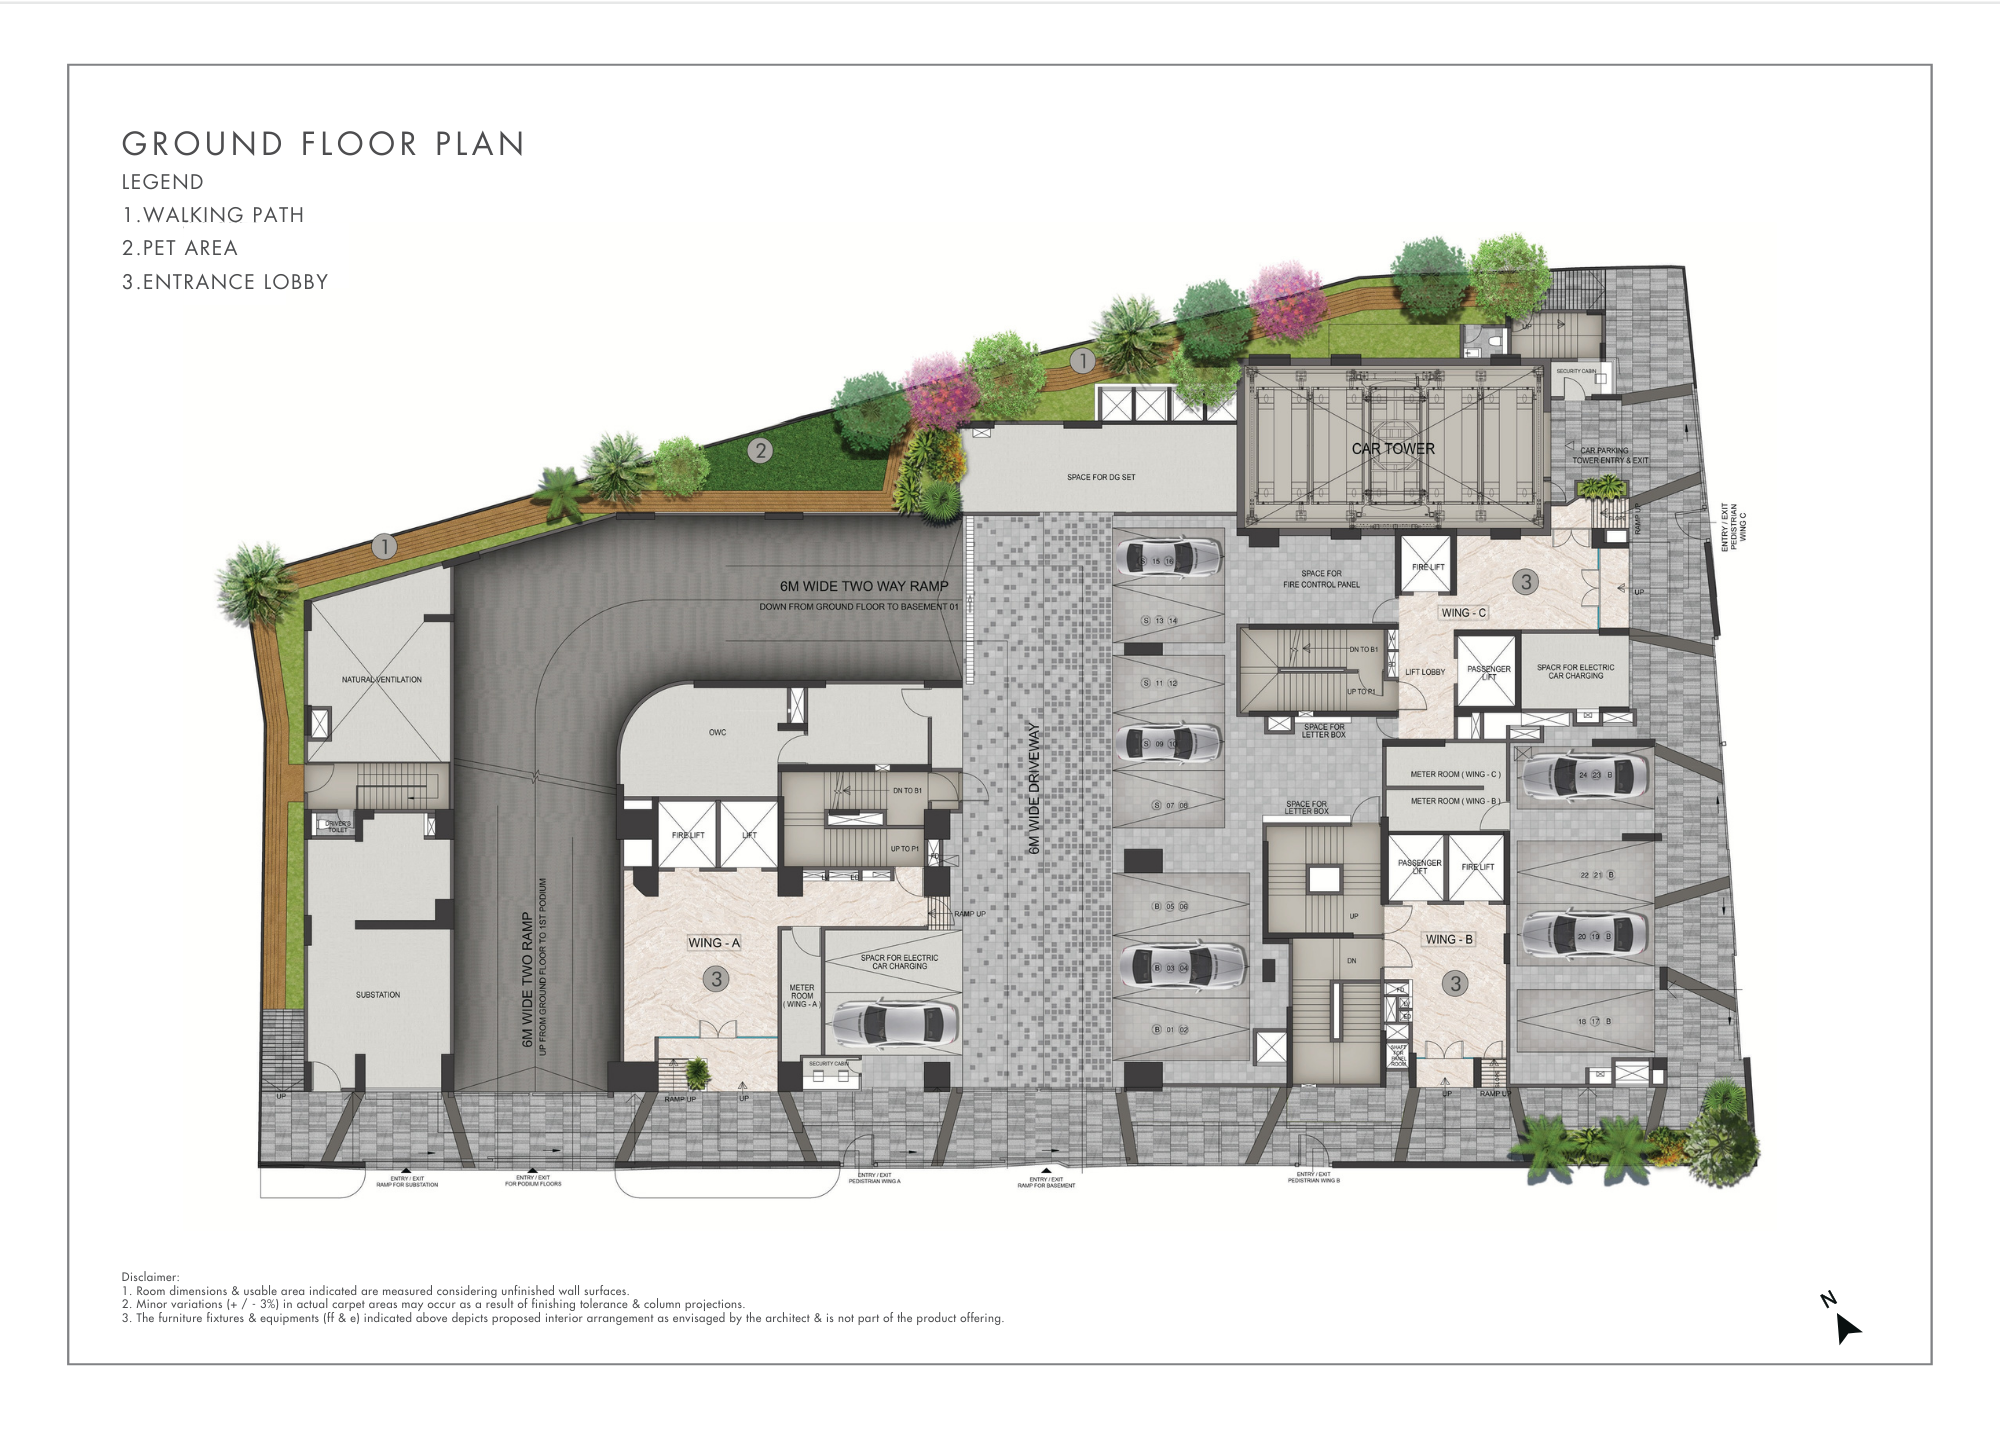 GROUND FLOOR PLAN
LEGEND
1.WALKING PATH
2.PET AREA
3.ENTRANCE LOBBY
1
2
1
SPACE FOR DG SET
CAR TOWER
UP
SECURITY CABIN
CAR PARKING
TOWER ENTRY & EXIT
RAMP UP
ENTRY / EXIT
PEDISTRIAN
WING C
6M WIDE TWO WAY RAMP
DOWN FROM GROUND FLOOR TO BASEMENT 01
S 15 16
S 13 14
S 11 12
S 09 10
S 07 08
SPACE FOR
FIRE CONTROL PANEL
FIRE LIFT
3
UP
WING - C
DN TO B1
UP TO P1
LIFT LOBBY
PASSENGER
LIFT
SPACR FOR ELECTRIC
CAR CHARGING
SPACE FOR
LETTER BOX
NATURAL VENTILATION
OWC
6M WIDE DRIVEWAY
METER ROOM ( WING - C )
METER ROOM ( WING - B )
24 23 B
SPACE FOR
LETTER BOX
DN TO B1
UP TO P1
FIRE LIFT
LIFT
FD
DRIVER'S
TOILET
PASSENGER
LIFT
FIRE LIFT
22 21 B
20 19 B
18 17 B
B 05 06
B 03 04
B 01 02
RAMP UP
UP
DN
WING - A
3
WING - B
3
SPACR FOR ELECTRIC
CAR CHARGING
METER
ROOM
( WING - A )
SUBSTATION
6M WIDE TWO RAMP
UP FROM GROUND FLOOR TO 1ST PODIUM
SECURITY CABIN
FD
SHAFT
FOR
PANEL
ROOM
UP
RAMP UP
UP
UP
RAMP UP
ENTRY / EXIT
RAMP FOR SUBSTATION
ENTRY / EXIT
FOR PODIUM FLOORS
ENTRY / EXIT
PEDISTRIAN WING A
ENTRY / EXIT
RAMP FOR BASEMENT
ENTRY / EXIT
PEDISTRIAN WING B
Disclaimer:
1. Room dimensions & usable area indicated are measured considering unfinished wall surfaces.
2. Minor variations (+ / - 3%) in actual carpet areas may occur as a result of finishing tolerance & column projections.
3. The furniture fixtures & equipments (ff & e) indicated above depicts proposed interior arrangement as envisaged by the architect & is not part of the product offering.
N